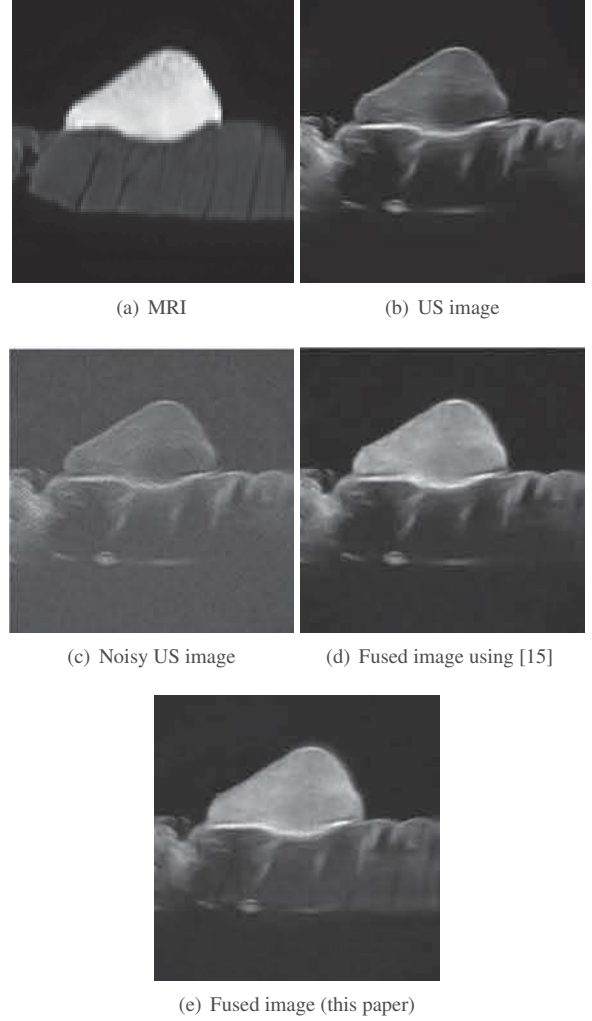 (a) MRI
(b) US image
(c) Noisy US image
(d) Fused image using [15]
(e) Fused image (this paper)